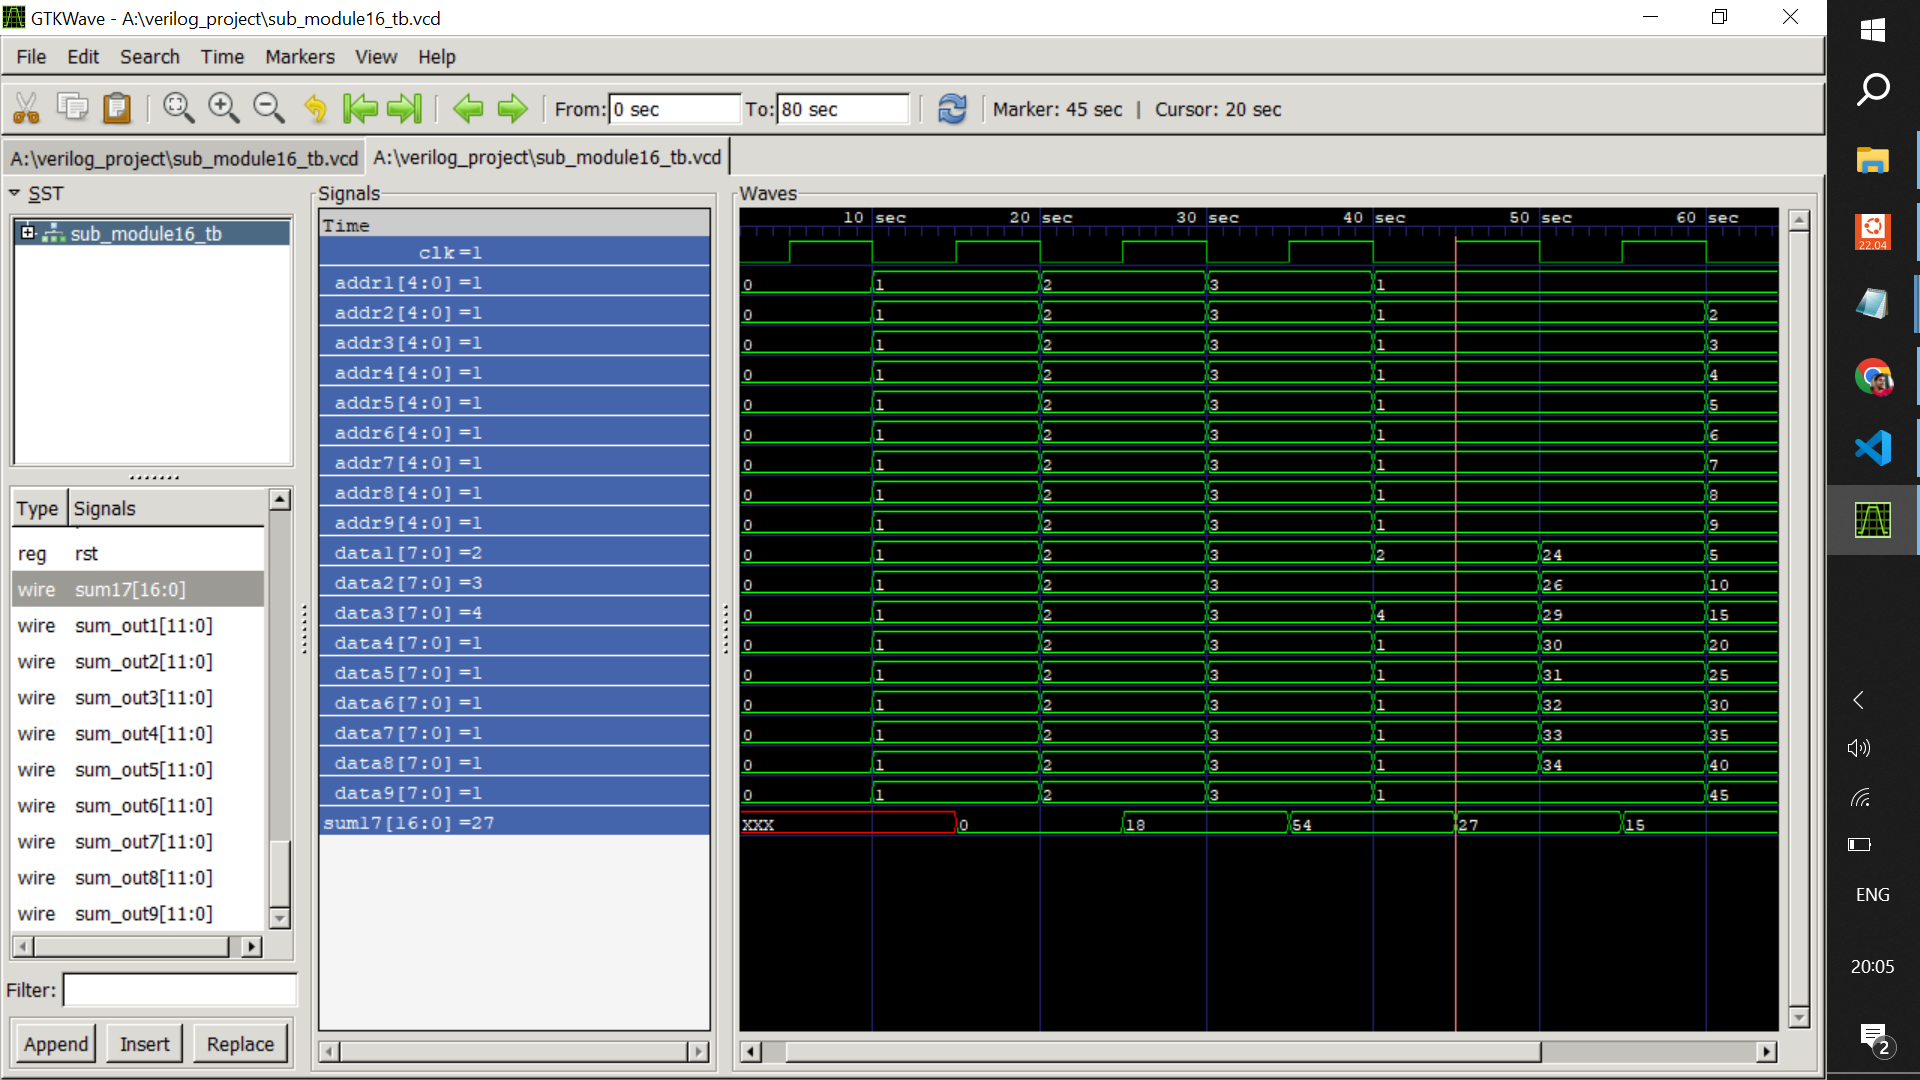 GTKWave - A:\verilog_project\sub_module16_tb.vcd
File Edit Search Time Markers View Help
From: 0 sec To: 80 sec Marker: 45 sec | Cursor: 20 sec
A:\verilog_project\sub_module16_tb.vcd A:\verilog_project\sub_module16_tb.vcd
SST
sub_module16_tb
Type Signals
reg rst
wire sum17[16:0]
wire sum_out1[11:0]
wire sum_out2[11:0]
wire sum_out3[11:0]
wire sum_out4[11:0]
wire sum_out5[11:0]
wire sum_out6[11:0]
wire sum_out7[11:0]
wire sum_out8[11:0]
wire sum_out9[11:0]
Filter:
Append Insert Replace
Signals
Time
clk=1
addr1[4:0]=1
addr2[4:0]=1
addr3[4:0]=1
addr4[4:0]=1
addr5[4:0]=1
addr6[4:0]=1
addr7[4:0]=1
addr8[4:0]=1
addr9[4:0]=1
data1[7:0]=2
data2[7:0]=3
data3[7:0]=4
data4[7:0]=1
data5[7:0]=1
data6[7:0]=1
data7[7:0]=1
data8[7:0]=1
data9[7:0]=1
sum17[16:0]=27
Waves
10 sec 20 sec 30 sec 40 sec 50 sec 60 sec
0 1 2 3 1
0 1 2 3 1 2
0 1 2 3 1 3
0 1 2 3 1 4
0 1 2 3 1 5
0 1 2 3 1 6
0 1 2 3 1 7
0 1 2 3 1 8
0 1 2 3 1 9
0 1 2 3 2 24 5
0 1 2 3 26 10
0 1 2 3 4 29 15
0 1 2 3 1 30 20
0 1 2 3 1 31 25
0 1 2 3 1 32 30
0 1 2 3 1 33 35
0 1 2 3 1 34 40
0 1 2 3 1 45
XXX 0 18 54 27 15
22.04
ENG
20:05
2